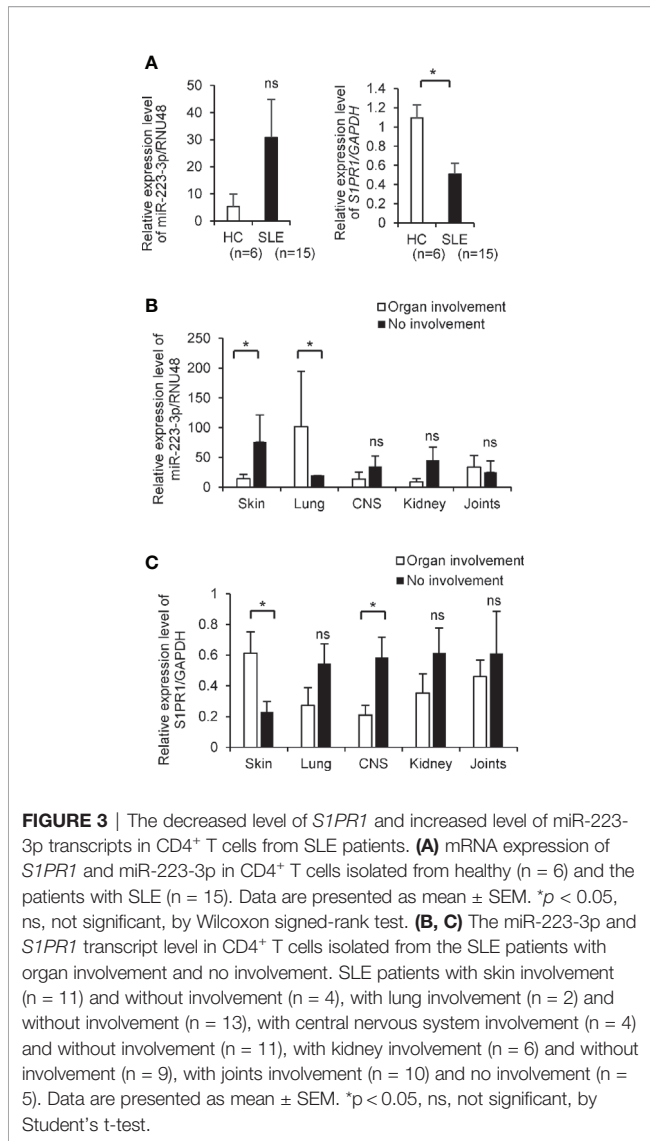 A
Relative expression level
of miR-223-3p/RNU48
60
50
40
30
20
10
0
ns
HC SLE
(n=6) (n=15)
Relative expression level
of S1PR1/GAPDH
1.4
1.2
1
0.8
0.6
0.4
0.2
0
*
HC SLE
(n=6) (n=15)
B
Organ involvement
No involvement
Relative expression level of
miR-223-3p/RNU48
250
200
150
100
50
0
* * ns ns ns
Skin Lung CNS Kidney Joints
C
Organ involvement
No involvement
Relative expression level of
S1PR1/GAPDH
1
0.8
0.6
0.4
0.2
0
* ns * ns ns
Skin Lung CNS Kidney Joints
FIGURE 3 | The decreased level of S1PR1 and increased level of miR-223-
3p transcripts in CD4+ T cells from SLE patients. (A) mRNA expression of
S1PR1 and miR-223-3p in CD4+ T cells isolated from healthy (n = 6) and the
patients with SLE (n = 15). Data are presented as mean ± SEM. *p < 0.05,
ns, not significant, by Wilcoxon signed-rank test. (B, C) The miR-223-3p and
S1PR1 transcript level in CD4+ T cells isolated from the SLE patients with
organ involvement and no involvement. SLE patients with skin involvement
(n = 11) and without involvement (n = 4), with lung involvement (n = 2) and
without involvement (n = 13), with central nervous system involvement (n = 4)
and without involvement (n = 11), with kidney involvement (n = 6) and without
involvement (n = 9), with joints involvement (n = 10) and no involvement (n =
5). Data are presented as mean ± SEM. *p < 0.05, ns, not significant, by
Student's t-test.